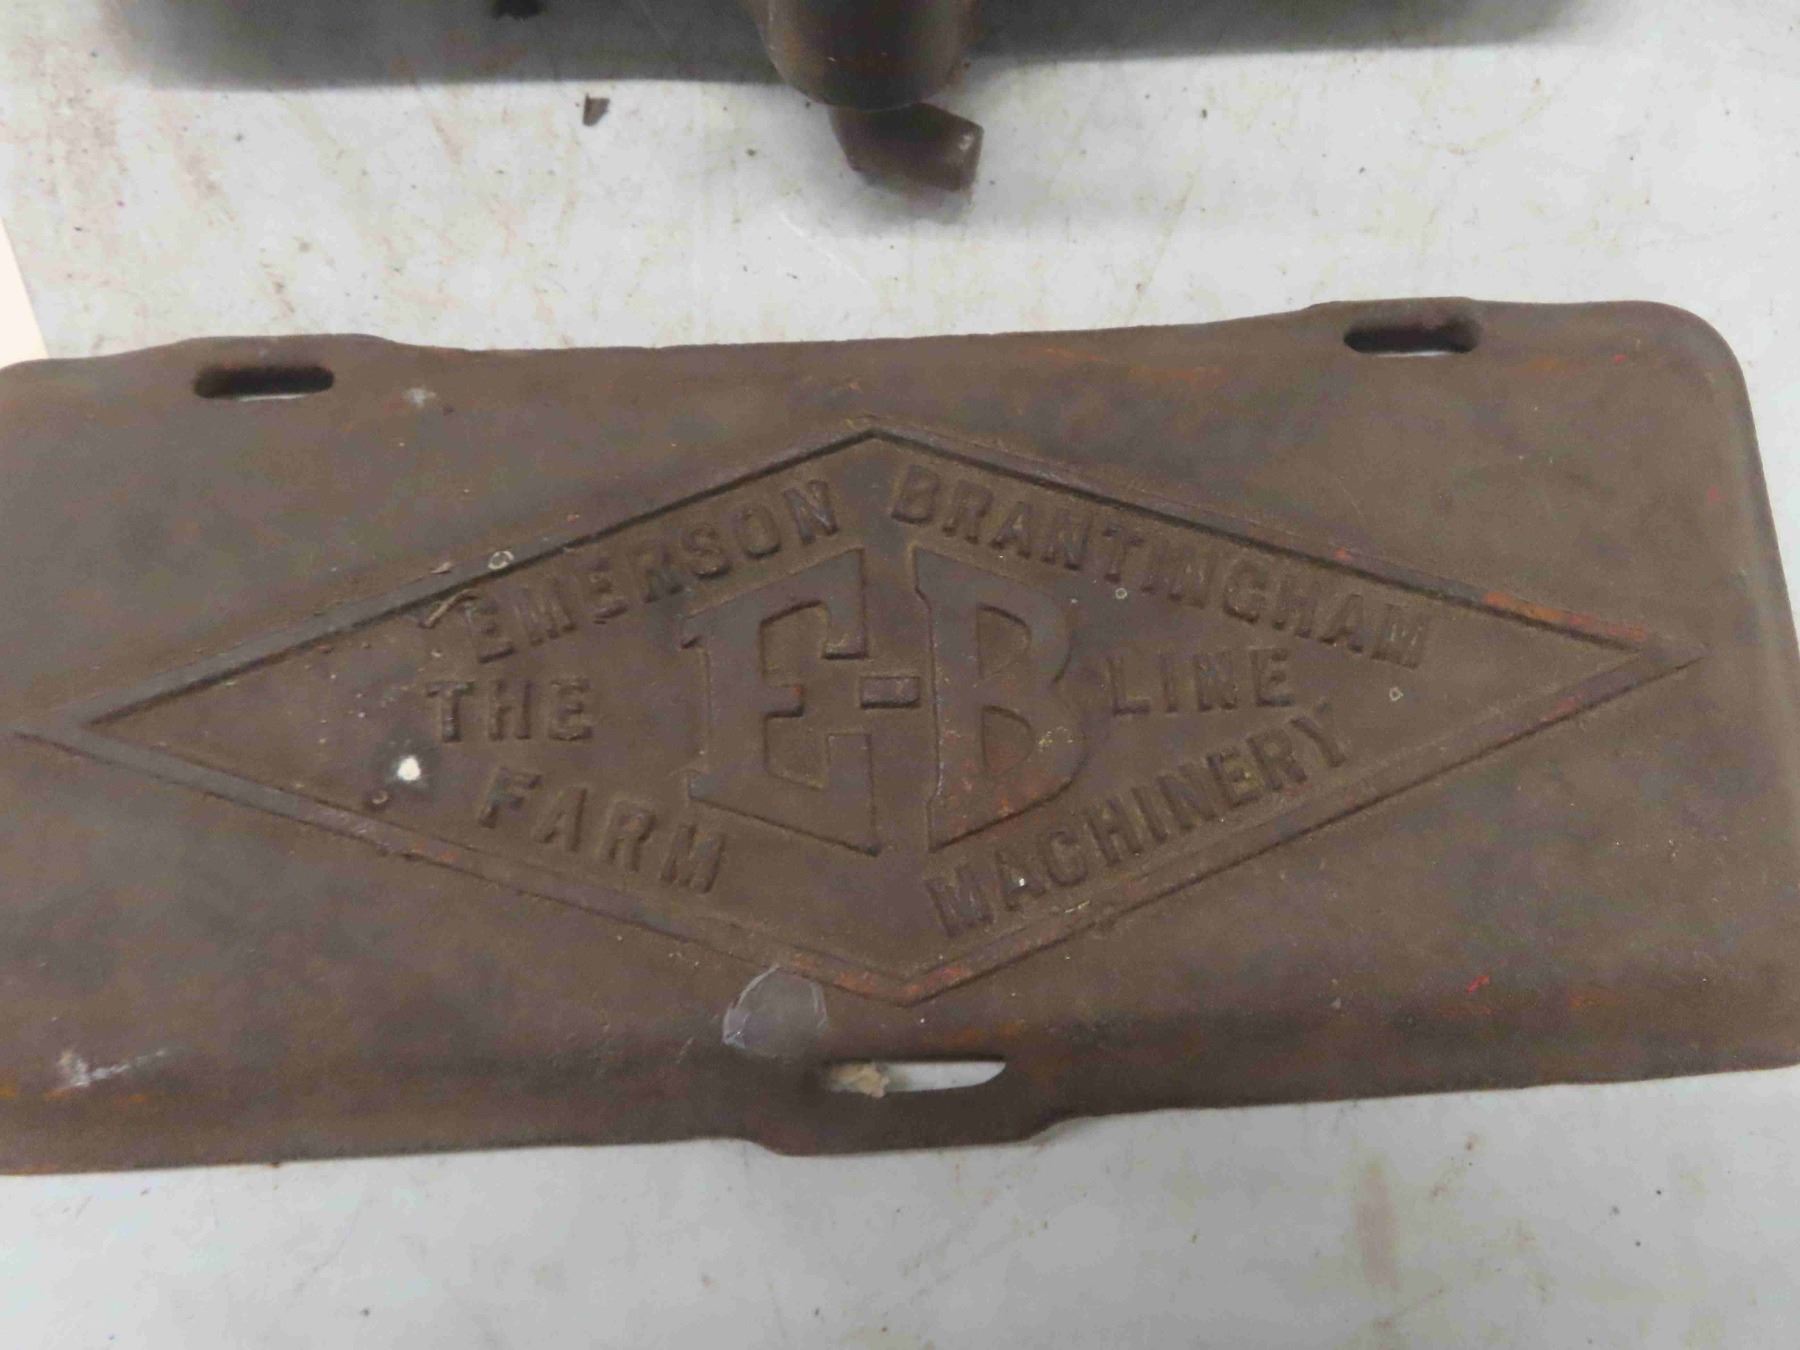 EMERSON BRANTINGHAM
THE E-B LINE
FARM MACHINERY